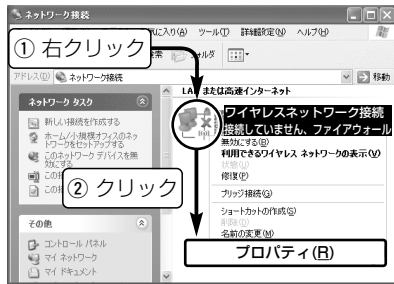 ネットワーク接続
に入り(A) ツール(T) 詳細設定(N) ヘルプ(H)
① 右クリック
索 フォルダ
アドレス(D) ネットワーク接続 移動
LAN または高速インターネット
ネットワーク タスク
ワイヤレスネットワーク接続
接続していません、ファイアウォール
新しい接続を作成する
無効にする(B)
ホーム/小規模オフィスのネットワークをセットアップする
利用できるワイヤレス ネットワークの表示(V)
状態(U)
このネットワーク デバイスを無効にする
修復(P)
この接
② クリック
ブリッジ接続(G)
この接
ショートカットの作成(S)
削除(D)
その他
名前の変更(M)
プロパティ(R)
コントロール パネル
マイ ネットワーク
マイ ドキュメント